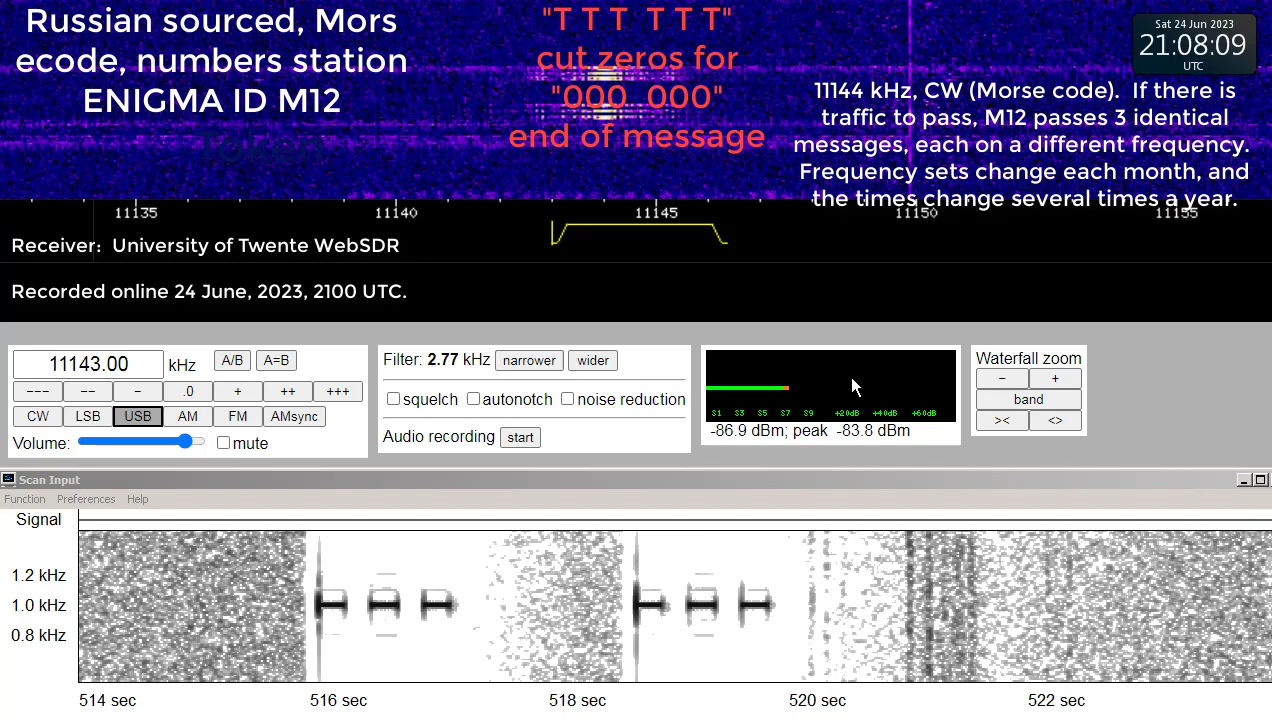 Russian sourced, Mors
ecode, numbers station
ENIGMA ID M12
"T T T  T T T"
cut zeros for
"000  000"
end of message
Sat 24 Jun 2023
21:08:09
UTC
11144 kHz, CW (Morse code).  If there is
traffic to pass, M12 passes 3 identical
messages, each on a different frequency.
Frequency sets change each month, and
the times change several times a year.
11135 11140 11145 11150 11155
Receiver:  University of Twente WebSDR
Recorded online 24 June, 2023, 2100 UTC.
11143.00 kHz A/B A=B
--- -- - .0 + ++ +++
CW LSB USB AM FM AMsync
Volume: mute
Filter: 2.77 kHz narrower wider
squelch autonotch noise reduction
Audio recording start
S1 S3 S5 S7 S9 +20dB +40dB +60dB
-86.9 dBm; peak  -83.8 dBm
Waterfall zoom
- +
band
>< <>
Scan Input
Function Preferences Help
Signal
1.2 kHz
1.0 kHz
0.8 kHz
514 sec 516 sec 518 sec 520 sec 522 sec